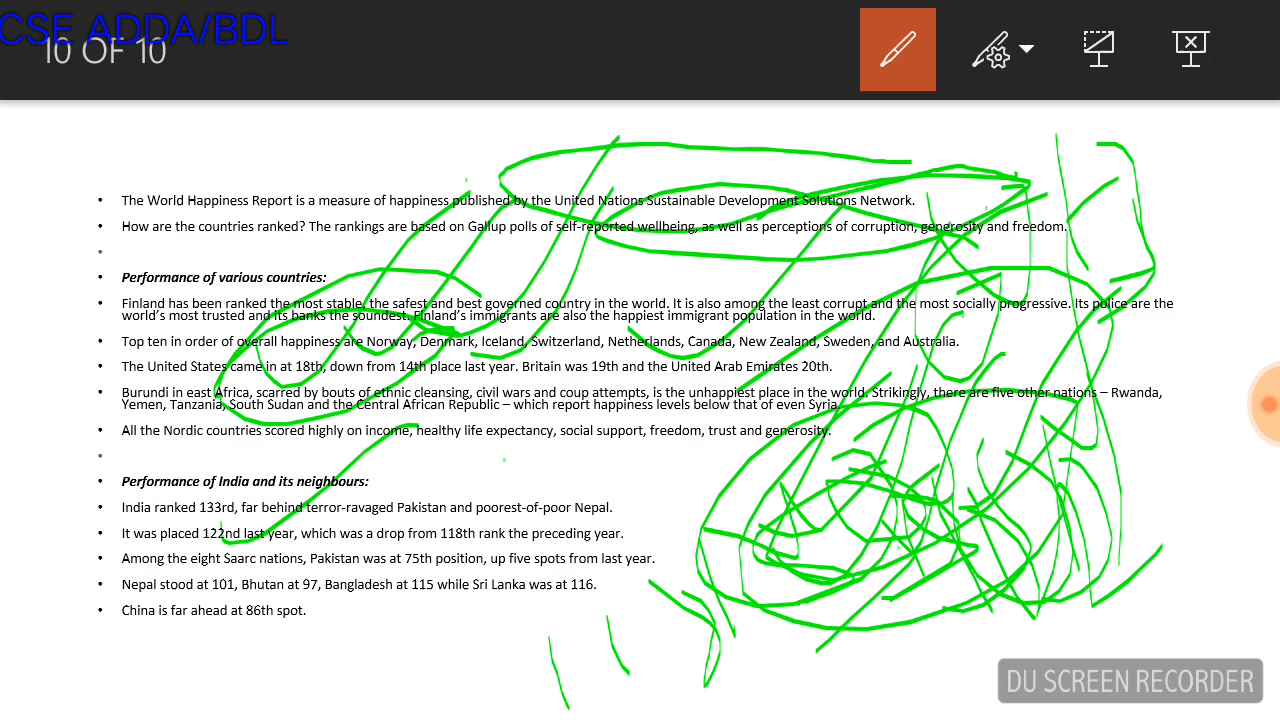 CSE ADDA/BDL
10 OF 10
• The World Happiness Report is a measure of happiness published by the United Nations Sustainable Development Solutions Network.
• How are the countries ranked? The rankings are based on Gallup polls of self-reported wellbeing, as well as perceptions of corruption, generosity and freedom.
•
• Performance of various countries:
• Finland has been ranked the most stable, the safest and best governed country in the world. It is also among the least corrupt and the most socially progressive. Its police are the
world's most trusted and its banks the soundest. Finland's immigrants are also the happiest immigrant population in the world.
• Top ten in order of overall happiness are Norway, Denmark, Iceland, Switzerland, Netherlands, Canada, New Zealand, Sweden, and Australia.
• The United States came in at 18th, down from 14th place last year. Britain was 19th and the United Arab Emirates 20th.
• Burundi in east Africa, scarred by bouts of ethnic cleansing, civil wars and coup attempts, is the unhappiest place in the world. Strikingly, there are five other nations – Rwanda,
Yemen, Tanzania, South Sudan and the Central African Republic – which report happiness levels below that of even Syria.
• All the Nordic countries scored highly on income, healthy life expectancy, social support, freedom, trust and generosity.
•
• Performance of India and its neighbours:
• India ranked 133rd, far behind terror-ravaged Pakistan and poorest-of-poor Nepal.
• It was placed 122nd last year, which was a drop from 118th rank the preceding year.
• Among the eight Saarc nations, Pakistan was at 75th position, up five spots from last year.
• Nepal stood at 101, Bhutan at 97, Bangladesh at 115 while Sri Lanka was at 116.
• China is far ahead at 86th spot.
DU SCREEN RECORDER